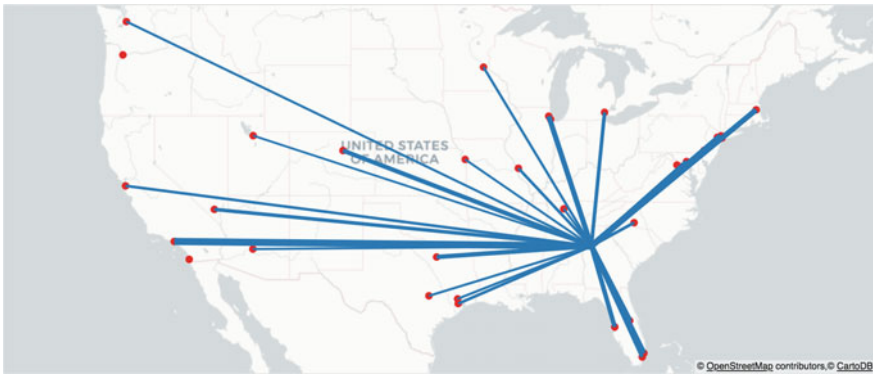 UNITED STATES
OF AMERICA
© OpenStreetMap contributors,© CartoDB